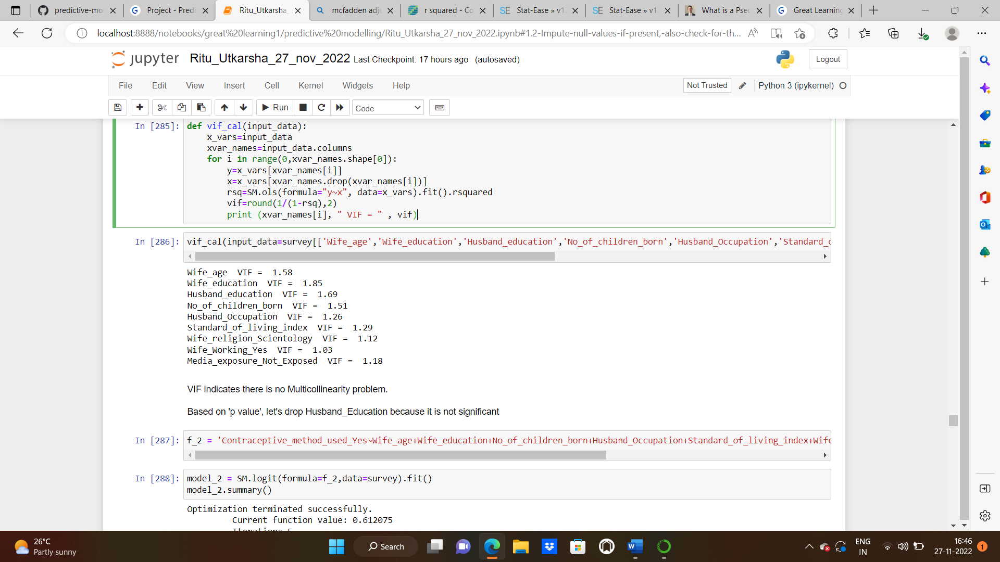 predictive-mo
Project - Predi
Ritu_Utkarsha_
mcfadden adju
r squared - Co
Stat-Ease » v1
Stat-Ease » v1
What is a Pseu
Great Learning
localhost:8888/notebooks/great%20learning1/predictive%20modelling/Ritu_Utkarsha_27_nov_2022.ipynb#1.2-Impute-null-values-if-present,-also-check-for-th...
jupyter Ritu_Utkarsha_27_nov_2022 Last Checkpoint: 17 hours ago (autosaved)
Logout
File Edit View Insert Cell Kernel Widgets Help
Not Trusted
Python 3 (ipykernel)
Run
Code
In [285]: def vif_cal(input_data):
x_vars=input_data
xvar_names=input_data.columns
for i in range(0,xvar_names.shape[0]):
y=x_vars[xvar_names[i]]
x=x_vars[xvar_names.drop(xvar_names[i])]
rsq=SM.ols(formula="y~x", data=x_vars).fit().rsquared
vif=round(1/(1-rsq),2)
print (xvar_names[i], " VIF = " , vif)
In [286]: vif_cal(input_data=survey[['Wife_age','Wife_education','Husband_education','No_of_children_born','Husband_Occupation','Standard_o
Wife_age  VIF =  1.58
Wife_education  VIF =  1.85
Husband_education  VIF =  1.69
No_of_children_born  VIF =  1.51
Husband_Occupation  VIF =  1.26
Standard_of_living_index  VIF =  1.29
Wife_religion_Scientology  VIF =  1.12
Wife_Working_Yes  VIF =  1.03
Media_exposure_Not_Exposed  VIF =  1.18
VIF indicates there is no Multicollinearity problem.
Based on 'p value', let's drop Husband_Education because it is not significant
In [287]: f_2 = 'Contraceptive_method_used_Yes~Wife_age+Wife_education+No_of_children_born+Husband_Occupation+Standard_of_living_index+Wife
In [288]: model_2 = SM.logit(formula=f_2,data=survey).fit()
model_2.summary()
Optimization terminated successfully.
Current function value: 0.612075
Iterations 5
26°C
Partly sunny
Search
ENG
IN
16:46
27-11-2022
1